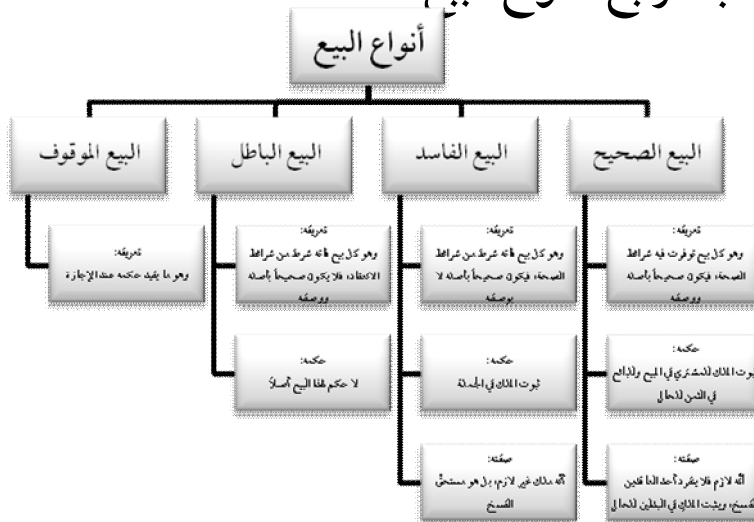 أنواع البيع
البيع الصحيح
البيع الفاسد
البيع الباطل
البيع الموقوف
تعريفه:
وهو كل بيع توفرت فيه شرائط
الصحة، فيكون صحيحاً بأصله
ووصفه
تعريفه:
وهو كل بيع فاته شرط من شرائط
الصحة، فيكون صحيحاً بأصله لا
بوصفه
تعريفه:
وهو كل بيع فاته شرط من شرائط
الانعقاد، فلا يكون صحيحاً بأصله
ووصفه
تعريفه:
وهو ما يفيد حكمه عند الإجازة
حكمه:
ثبوت الملك للمشتري في المبيع وللبائع
في الثمن للحال
حكمه:
ثبوت الملك في الجملة
حكمه:
لا حكم لهذا البيع أصلاً
صفته:
أنَّه لازم فلا ينفرد أحد العاقدين
بفسخ، ويثبت الملك في البدلين للحال
صفته:
أنَّه ملك غير لازم، بل هو مستحقُّ
الفسخ